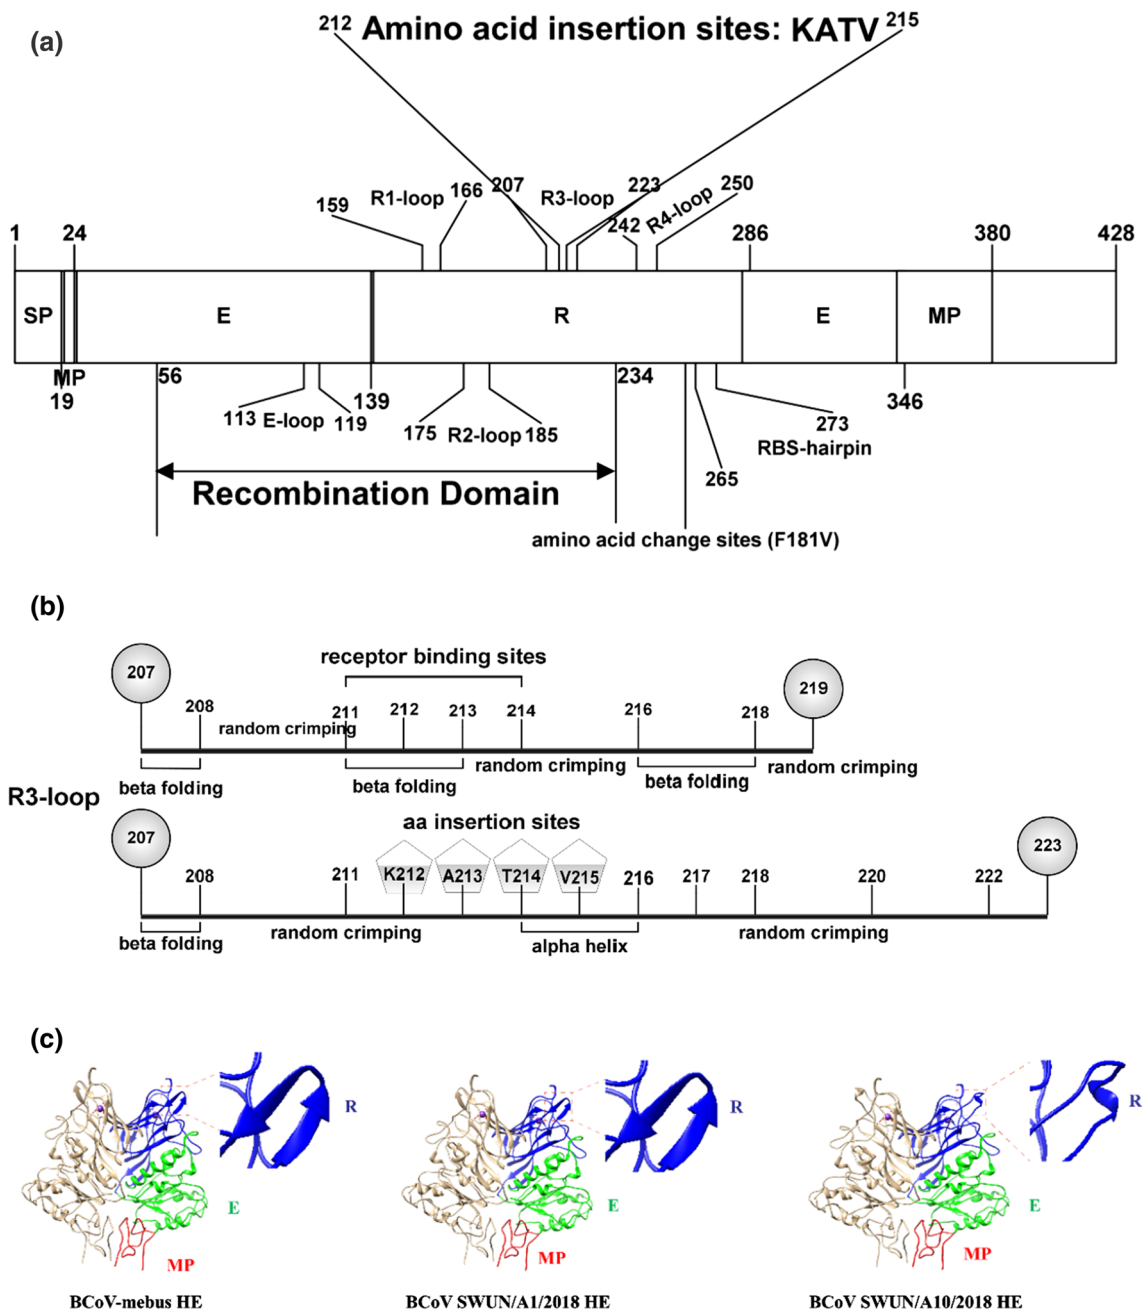 (a)
212 Amino acid insertion sites: KATV 215
159 R1-loop 166 207 R3-loop 223 242 R4-loop 250
1 24 286 380 428
SP E R E MP
MP
19 56 139 234 346
113 E-loop 119 175 R2-loop 185 273
RBS-hairpin
265
Recombination Domain
amino acid change sites (F181V)
(b)
receptor binding sites
207 208 211 212 213 214 216 218 219
random crimping random crimping random crimping
beta folding beta folding beta folding
R3-loop
aa insertion sites
207 208 211 K212 A213 T214 V215 216 217 218 220 222 223
beta folding random crimping alpha helix random crimping
(c)
R R R
E E E
MP MP MP
BCoV-mebus HE BCoV SWUN/A1/2018 HE BCoV SWUN/A10/2018 HE